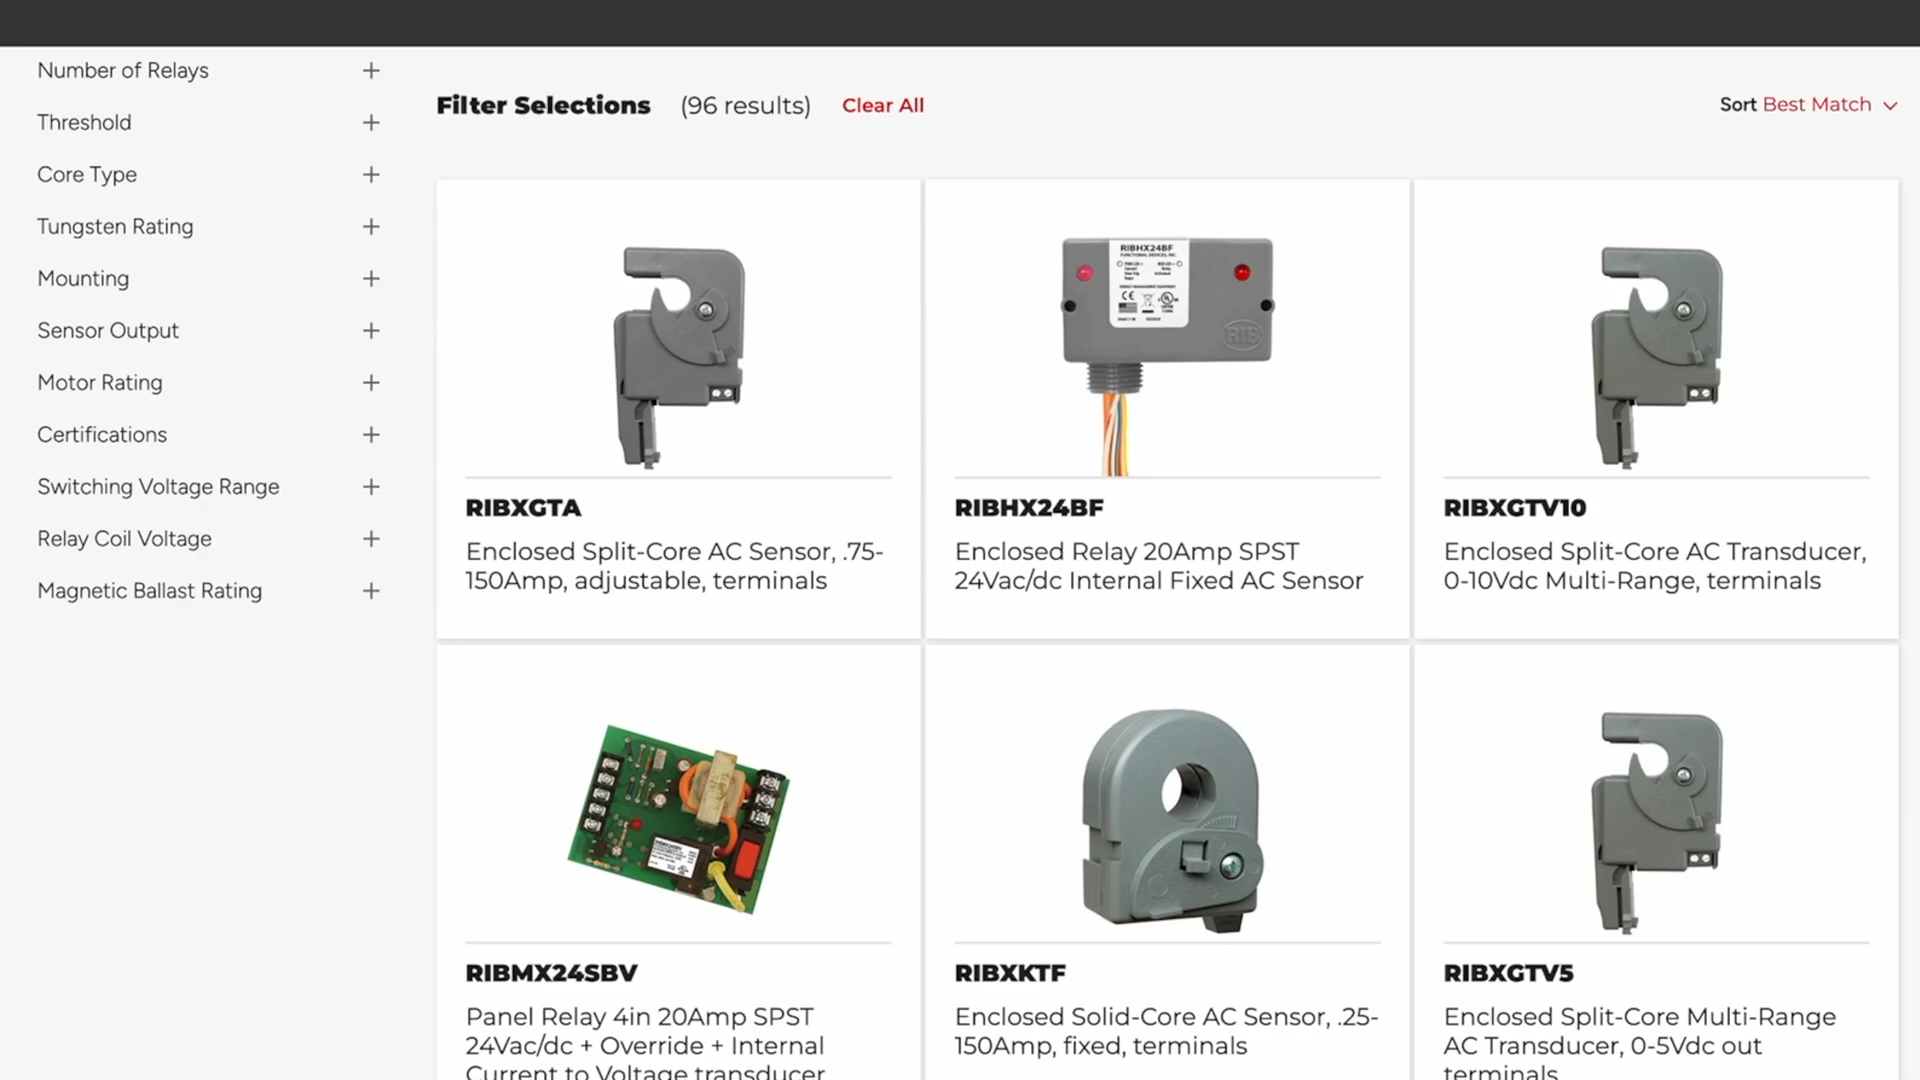 Number of Relays
Threshold
Core Type
Tungsten Rating
Mounting
Sensor Output
Motor Rating
Certifications
Switching Voltage Range
Relay Coil Voltage
Magnetic Ballast Rating
Filter Selections (96 results) Clear All
Sort Best Match
RIBXGTA
Enclosed Split-Core AC Sensor, .75-
150Amp, adjustable, terminals
RIBHX24BF
FUNCTIONAL DEVICES, INC.
RIB
RIBHX24BF
Enclosed Relay 20Amp SPST
24Vac/dc Internal Fixed AC Sensor
RIBXGTV10
Enclosed Split-Core AC Transducer,
0-10Vdc Multi-Range, terminals
RIBMX24SBV
Panel Relay 4in 20Amp SPST
24Vac/dc + Override + Internal
Current to Voltage transducer
RIBXKTF
Enclosed Solid-Core AC Sensor, .25-
150Amp, fixed, terminals
RIBXGTV5
Enclosed Split-Core Multi-Range
AC Transducer, 0-5Vdc out
terminals